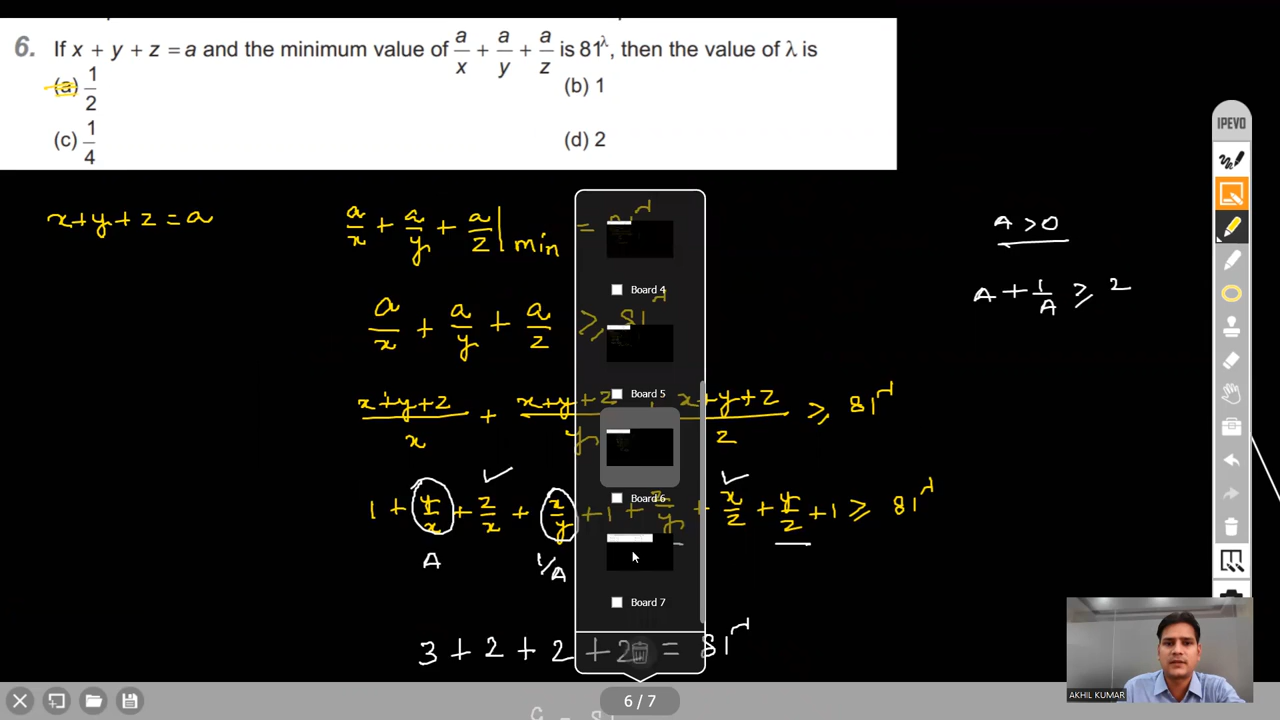 6. If x + y + z = a and the minimum value of a/x + a/y + a/z is 81^λ, then the value of λ is
(a) 1/2 (b) 1
(c) 1/4 (d) 2
IPEVO
x+y+z = a
a/x + a/y + a/z | min =
A > 0
A + 1/A ≥ 2
a/x + a/y + a/z ≥ 81^λ
x+y+z/x + x+y+z/y + x+y+z/z ≥ 81^λ
1 + y/x + z/x + x/y + 1 + z/y + x/z + y/z + 1 ≥ 81^λ
A 1/A
3 + 2 + 2 + 2 = 81^λ
Board 4
Board 5
Board 6
Board 7
AKHIL KUMAR
6 / 7